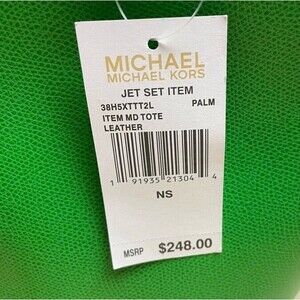 MICHAEL
MICHAEL KORS
JET SET ITEM
38H5XTTT2L PALM
ITEM MD TOTE
LEATHER
1 91935 21304 4
NS
MSRP $248.00